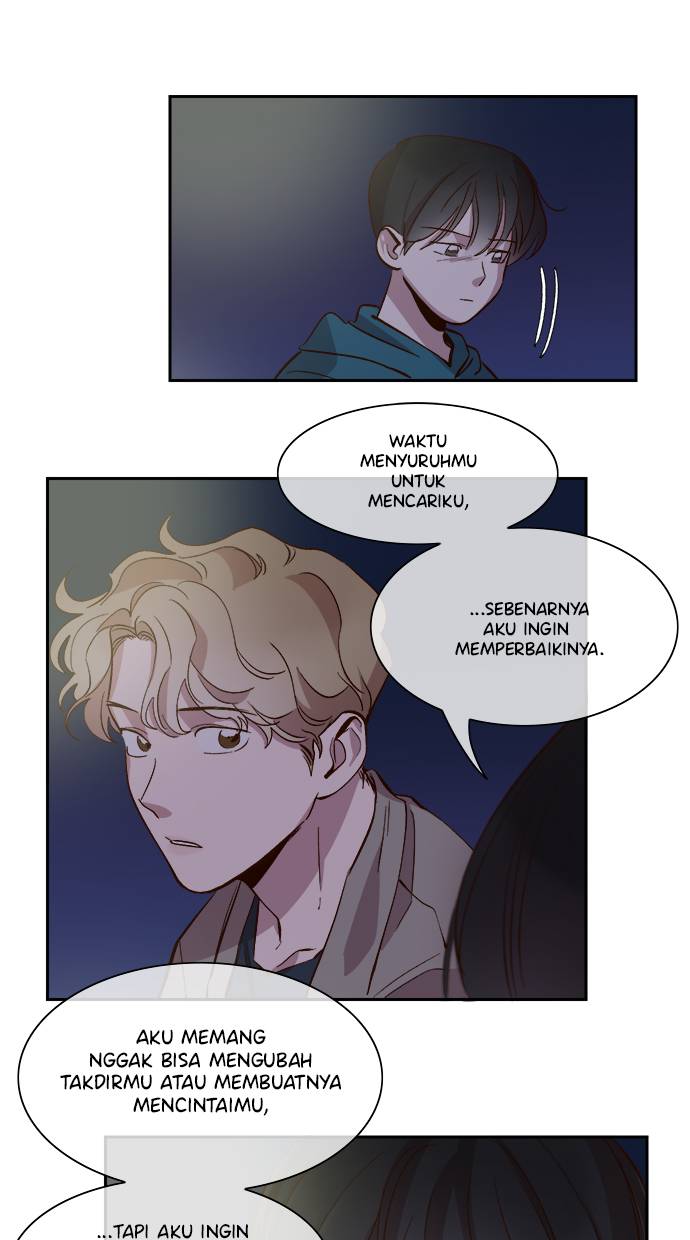 WAKTU
MENYURUHMU
UNTUK
MENCARIKU,
...SEBENARNYA
AKU INGIN
MEMPERBAIKINYA.
AKU MEMANG
NGGAK BISA MENGUBAH
TAKDIRMU ATAU MEMBUATNYA
MENCINTAIMU,
...TAPI AKU INGIN